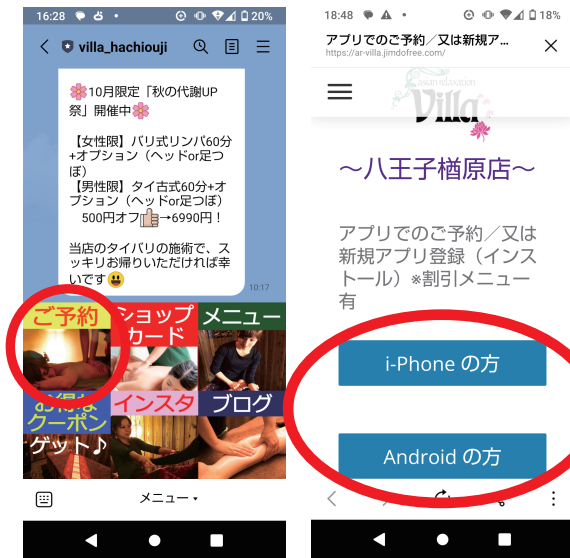 16:28
20%
villa_hachiouji
🌸10月限定「秋の代謝UP
祭」開催中🌸
【女性限】バリ式リンパ60分
+オプション（ヘッドor足つ
ぼ）
【男性限】タイ古式60分+オ
プション（ヘッドor足つぼ）
500円オフ👍→6990円！
当店のタイバリの施術で、ス
ッキリお帰りいただければ幸
いです😃
10:17
ご予約
ショップ
カード
メニュー
お得な
クーポン
ゲット♪
インスタ
ブログ
メニュー
18:48
18%
アプリでのご予約／又は新規ア...
https://ar-villa.jimdofree.com/
asian relaxation
Villa
〜八王子楢原店〜
アプリでのご予約／又は
新規アプリ登録（インス
トール）※割引メニュー
有
i-Phone の方
Android の方